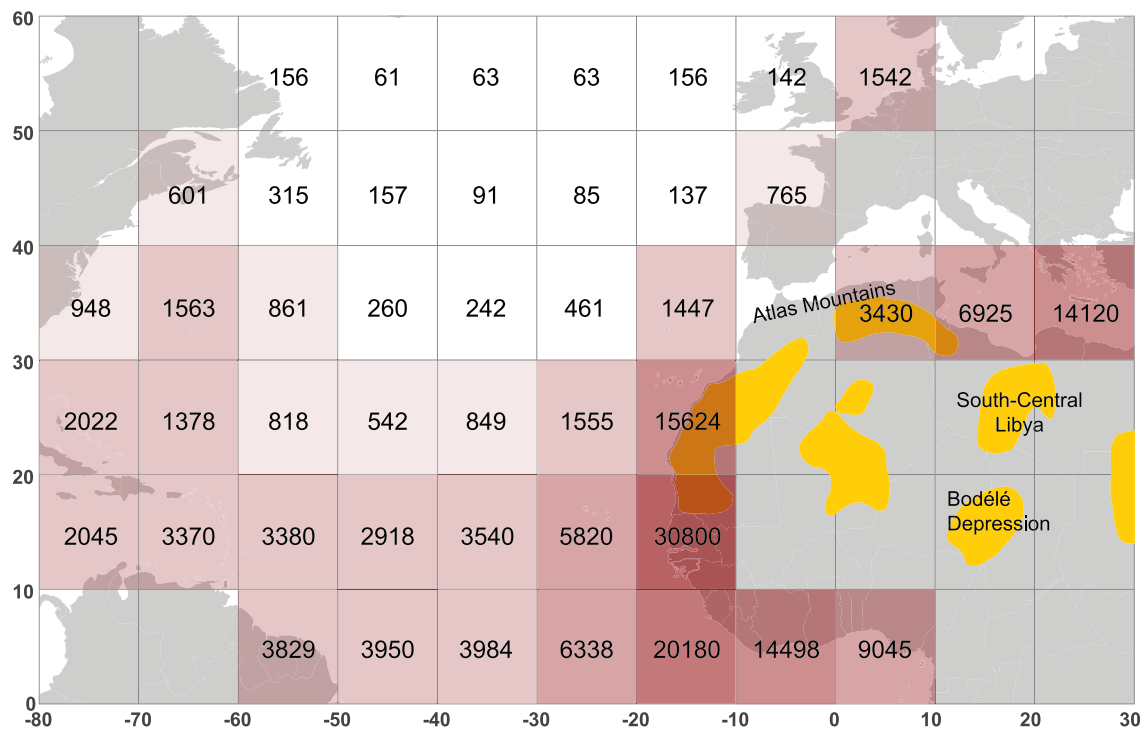 60
156 61 63 63 156 142 1542
50
601 315 157 91 85 137 765
40
948 1563 861 260 242 461 1447 Atlas Mountains 3430 6925 14120
30
2022 1378 818 542 849 1555 15624 South-Central
Libya
20
Bodélé
Depression
2045 3370 3380 2918 3540 5820 30800
10
3829 3950 3984 6338 20180 14498 9045
0
-80 -70 -60 -50 -40 -30 -20 -10 0 10 20 30